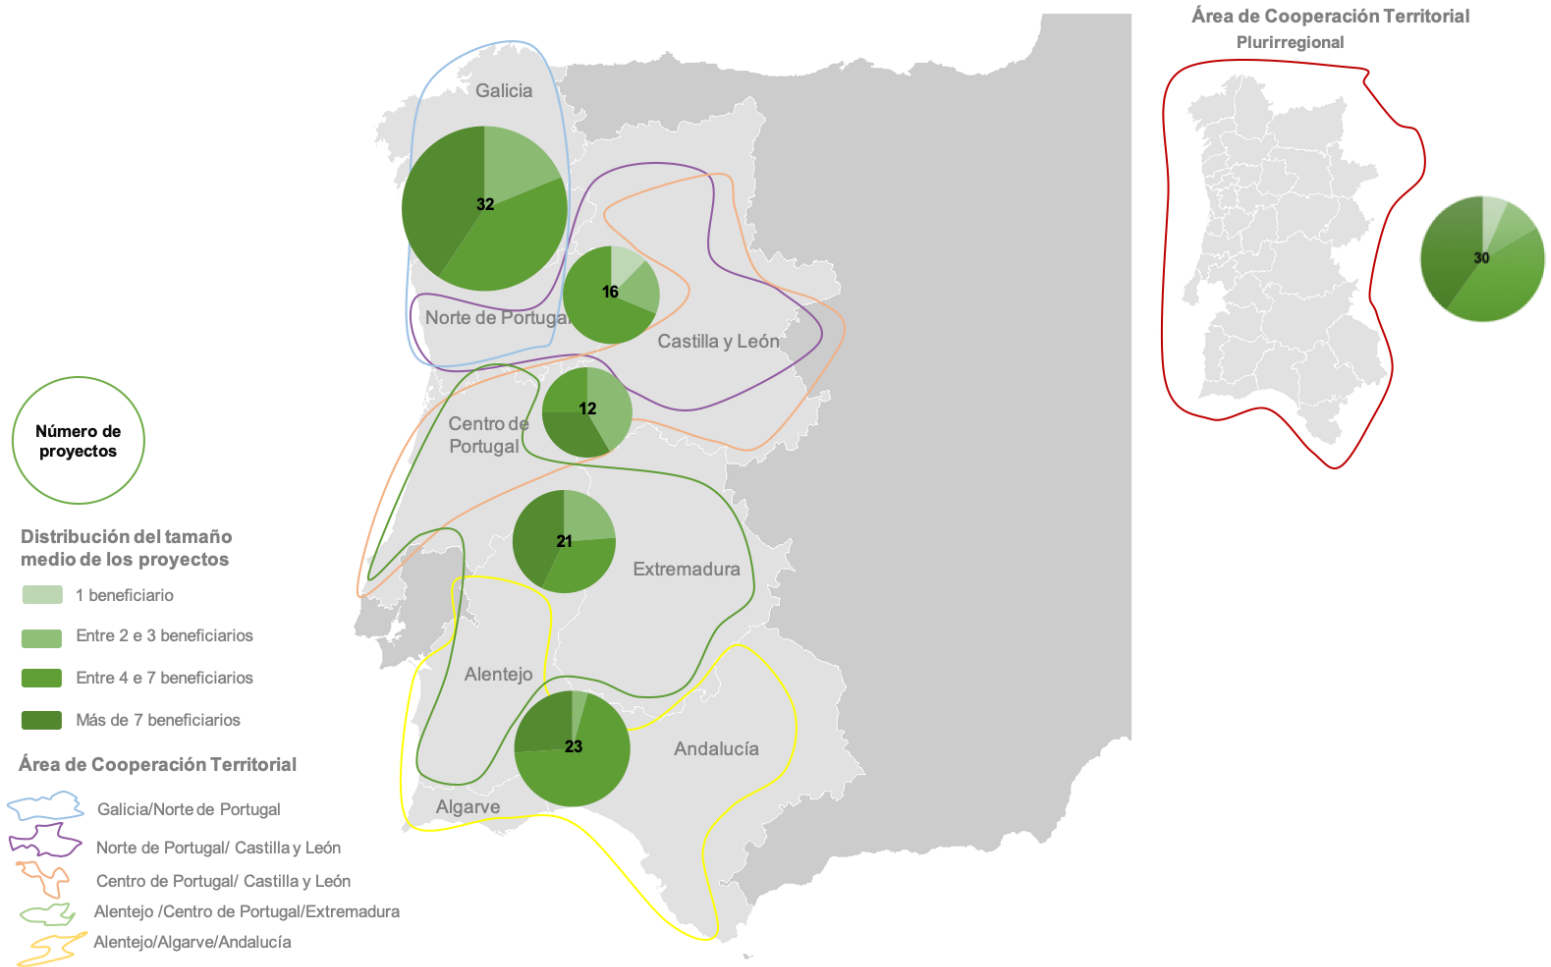 Área de Cooperación Territorial
Plurirregional
Galicia
32
30
16
Norte de Portugal
Castilla y León
12
Centro de
Portugal
Número de
proyectos
21
Extremadura
Distribución del tamaño
medio de los proyectos
1 beneficiario
Entre 2 e 3 beneficiarios
Entre 4 e 7 beneficiarios
Más de 7 beneficiarios
Alentejo
23
Andalucía
Algarve
Área de Cooperación Territorial
Galicia/Norte de Portugal
Norte de Portugal/ Castilla y León
Centro de Portugal/ Castilla y León
Alentejo /Centro de Portugal/Extremadura
Alentejo/Algarve/Andalucía